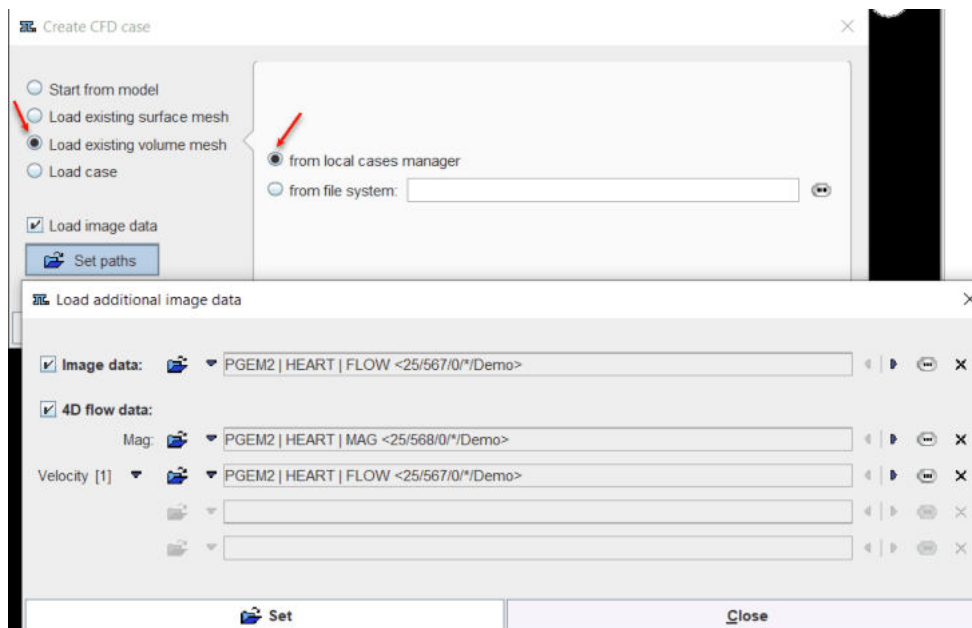 Create CFD case
Start from model
Load existing surface mesh
Load existing volume mesh
Load case
from local cases manager
from file system:
Load image data
Set paths
Load additional image data
Image data: PGEM2 | HEART | FLOW <25/567/0/*/Demo>
4D flow data:
Mag: PGEM2 | HEART | MAG <25/568/0/*/Demo>
Velocity [1] PGEM2 | HEART | FLOW <25/567/0/*/Demo>
Set
Close